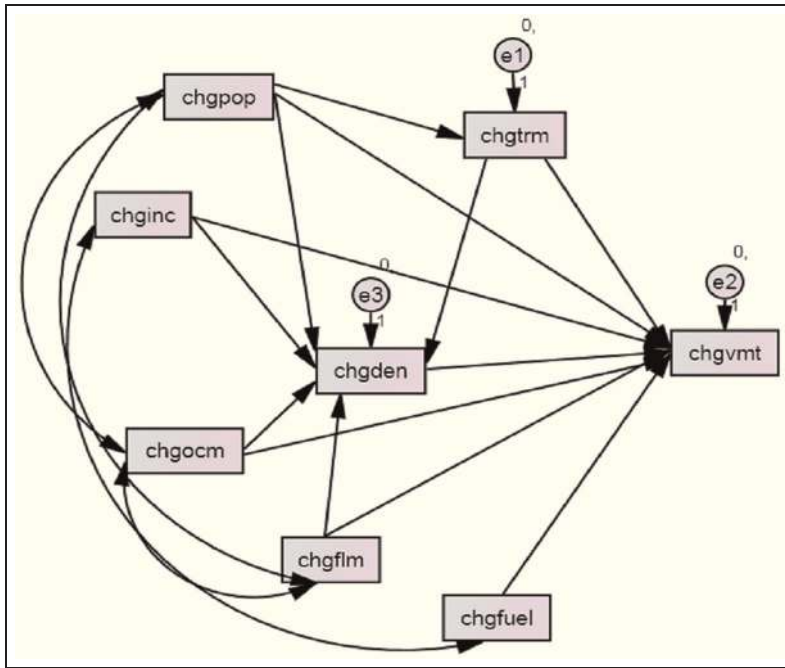 0,
e1
1
chgpop
chgtrm
chginc
0,
e3
1
0,
e2
1
chgden
chgvmt
chgocm
chgflm
chgfuel